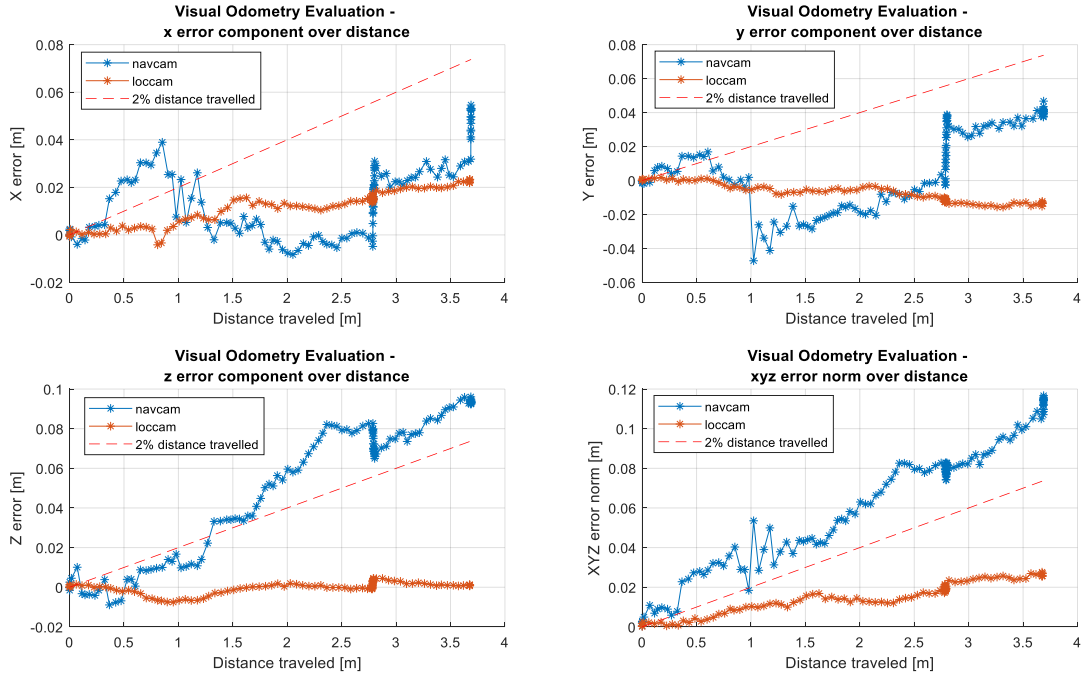 Visual Odometry Evaluation -
x error component over distance
0.08
0.06
0.04
0.02
0
-0.02
X error [m]
navcam
loccam
2% distance travelled
0 0.5 1 1.5 2 2.5 3 3.5 4
Distance traveled [m]
Visual Odometry Evaluation -
y error component over distance
0.08
0.06
0.04
0.02
0
-0.02
-0.04
-0.06
Y error [m]
navcam
loccam
2% distance travelled
0 0.5 1 1.5 2 2.5 3 3.5 4
Distance traveled [m]
Visual Odometry Evaluation -
z error component over distance
0.1
0.08
0.06
0.04
0.02
0
-0.02
Z error [m]
navcam
loccam
2% distance travelled
0 0.5 1 1.5 2 2.5 3 3.5 4
Distance traveled [m]
Visual Odometry Evaluation -
xyz error norm over distance
0.12
0.1
0.08
0.06
0.04
0.02
0
XYZ error norm [m]
navcam
loccam
2% distance travelled
0 0.5 1 1.5 2 2.5 3 3.5 4
Distance traveled [m]